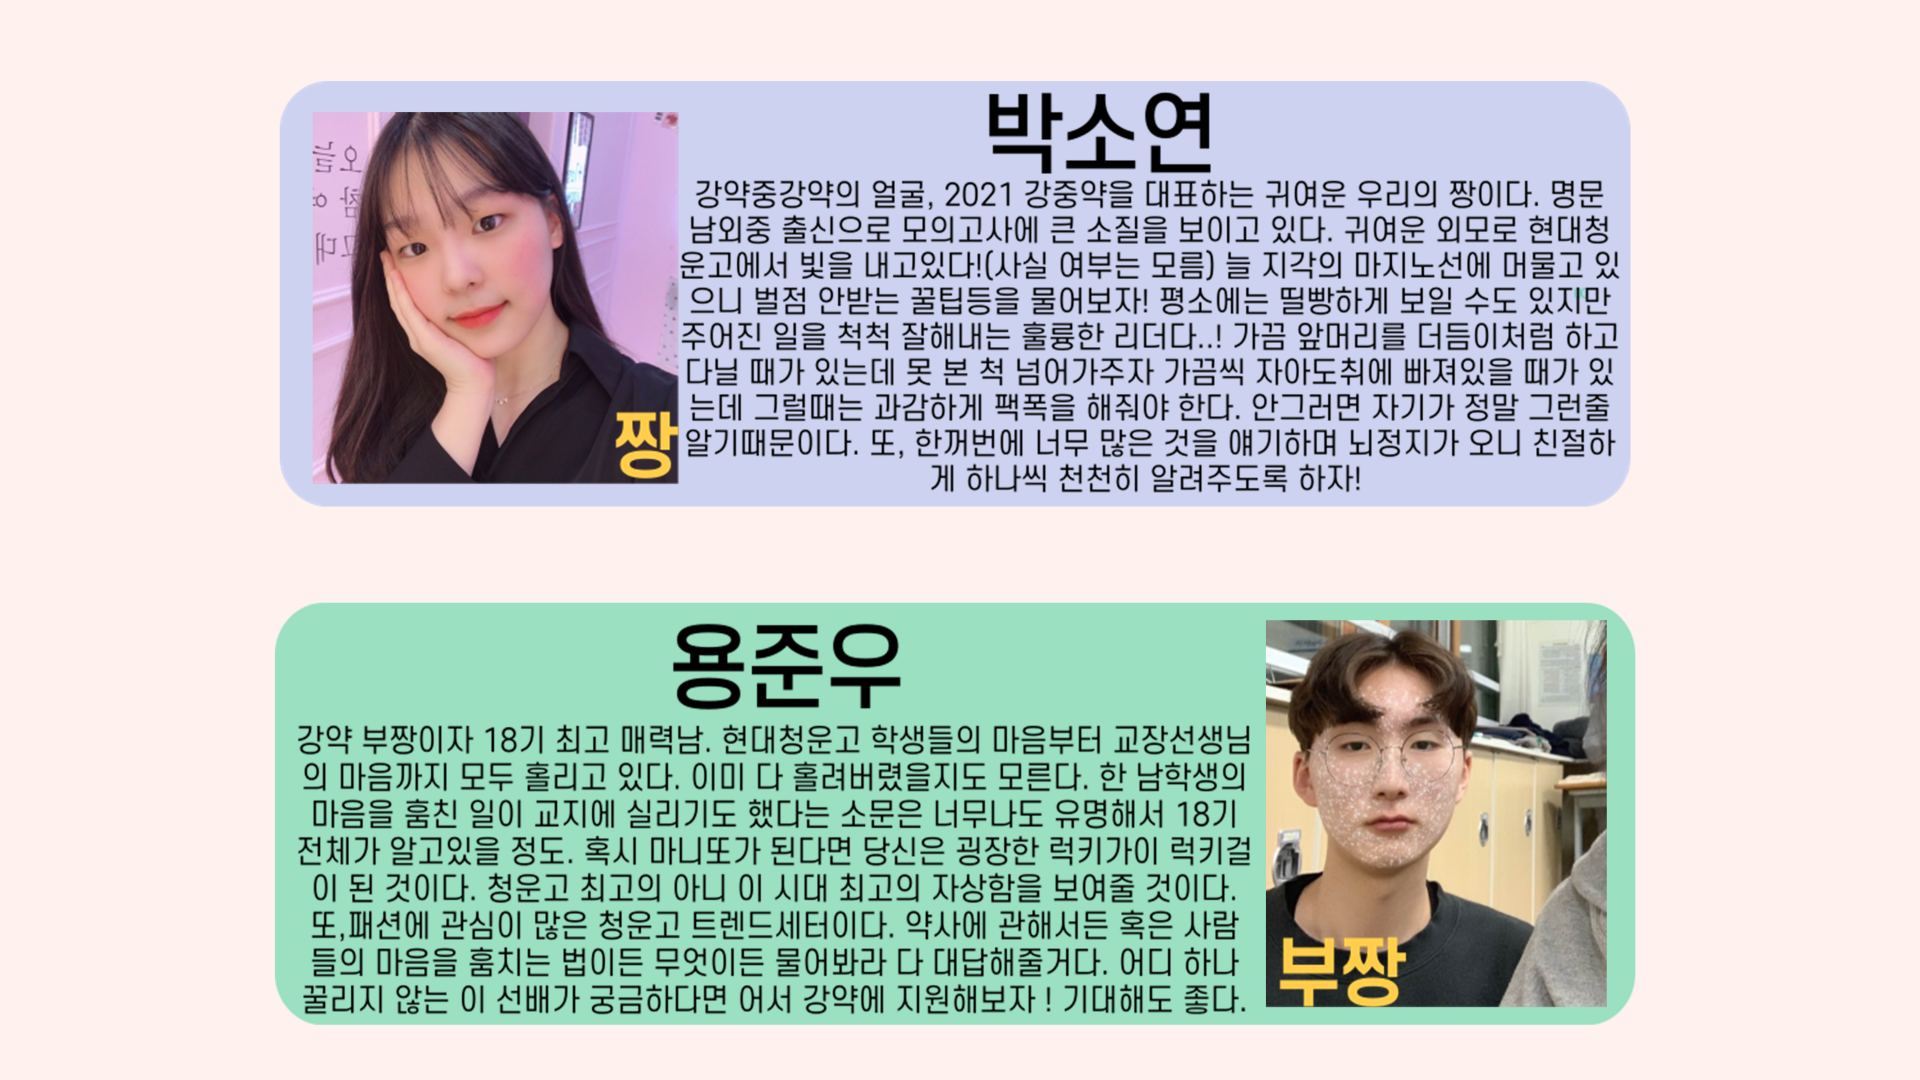 박소연
강약중강약의 얼굴, 2021 강중약을 대표하는 귀여운 우리의 짱이다. 명문
남외중 출신으로 모의고사에 큰 소질을 보이고 있다. 귀여운 외모로 현대청
운고에서 빛을 내고있다!(사실 여부는 모름) 늘 지각의 마지노선에 머물고 있
으니 벌점 안받는 꿀팁등을 물어보자! 평소에는 띨빵하게 보일 수도 있지만
주어진 일을 척척 잘해내는 훌륭한 리더다..! 가끔 앞머리를 더듬이처럼 하고
다닐 때가 있는데 못 본 척 넘어가주자 가끔씩 자아도취에 빠져있을 때가 있
는데 그럴때는 과감하게 팩폭을 해줘야 한다. 안그러면 자기가 정말 그런줄
알기때문이다. 또, 한꺼번에 너무 많은 것을 얘기하며 뇌정지가 오니 친절하
게 하나씩 천천히 알려주도록 하자!
짱
용준우
강약 부짱이자 18기 최고 매력남. 현대청운고 학생들의 마음부터 교장선생님
의 마음까지 모두 홀리고 있다. 이미 다 홀려버렸을지도 모른다. 한 남학생의
마음을 훔친 일이 교지에 실리기도 했다는 소문은 너무나도 유명해서 18기
전체가 알고있을 정도. 혹시 마니또가 된다면 당신은 굉장한 럭키가이 럭키걸
이 된 것이다. 청운고 최고의 아니 이 시대 최고의 자상함을 보여줄 것이다.
또,패션에 관심이 많은 청운고 트렌드세터이다. 약사에 관해서든 혹은 사람
들의 마음을 훔치는 법이든 무엇이든 물어봐라 다 대답해줄거다. 어디 하나
꿀리지 않는 이 선배가 궁금하다면 어서 강약에 지원해보자 ! 기대해도 좋다.
부짱